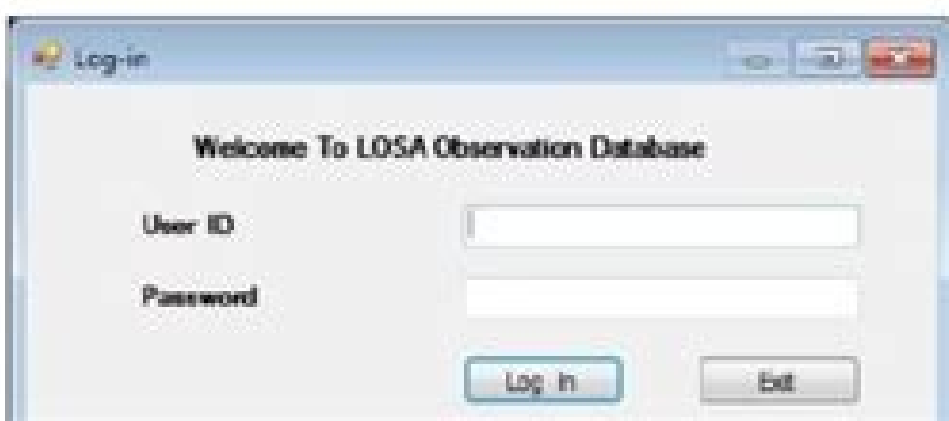 Log-in
Welcome To LOSA Observation Database
User ID
Password
Log In Exit